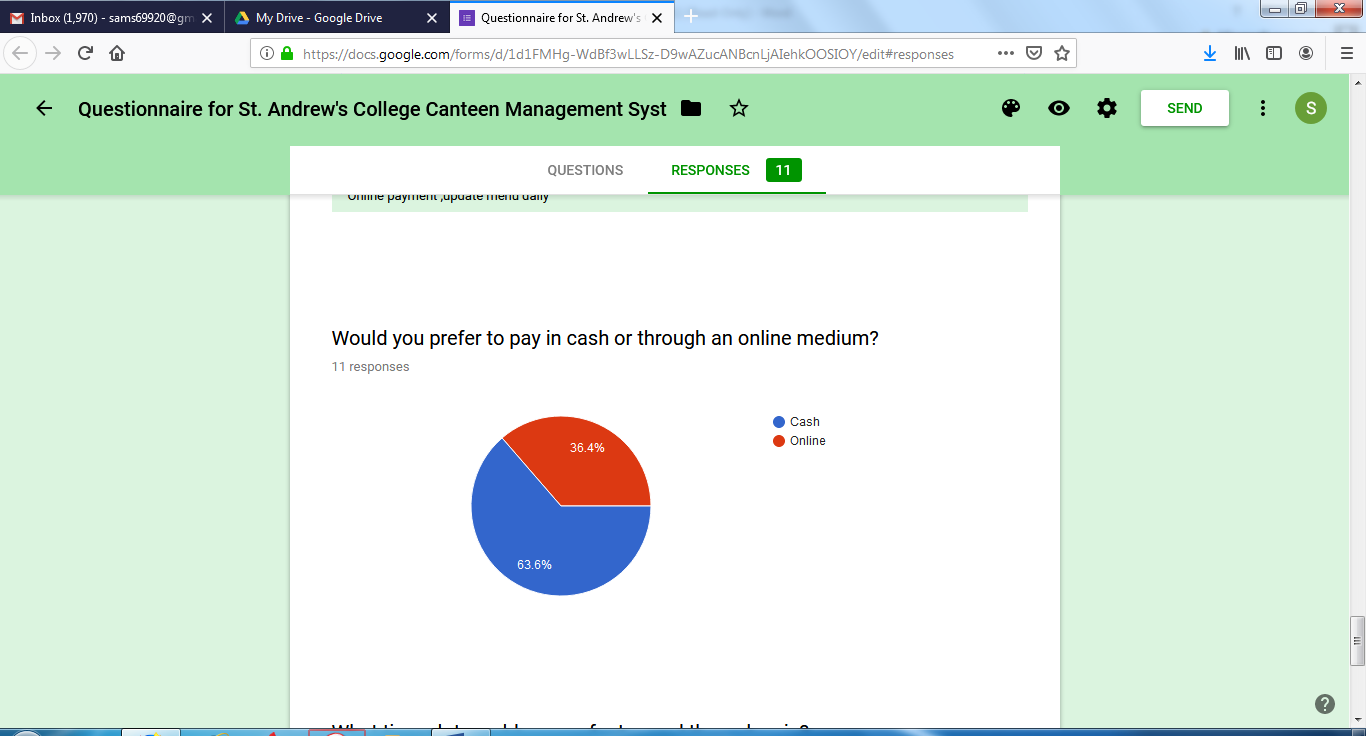 Inbox (1,970) - sams69920@gm
My Drive - Google Drive
Questionnaire for St. Andrew's
https://docs.google.com/forms/d/1d1FMHg-WdBf3wLLSz-D9wAZucANBcnLjAIehkOOSIOY/edit#responses
Questionnaire for St. Andrew's College Canteen Management Syst
SEND
S
QUESTIONS
RESPONSES 11
Online payment ,update menu daily
Would you prefer to pay in cash or through an online medium?
11 responses
Cash
Online
36.4%
63.6%